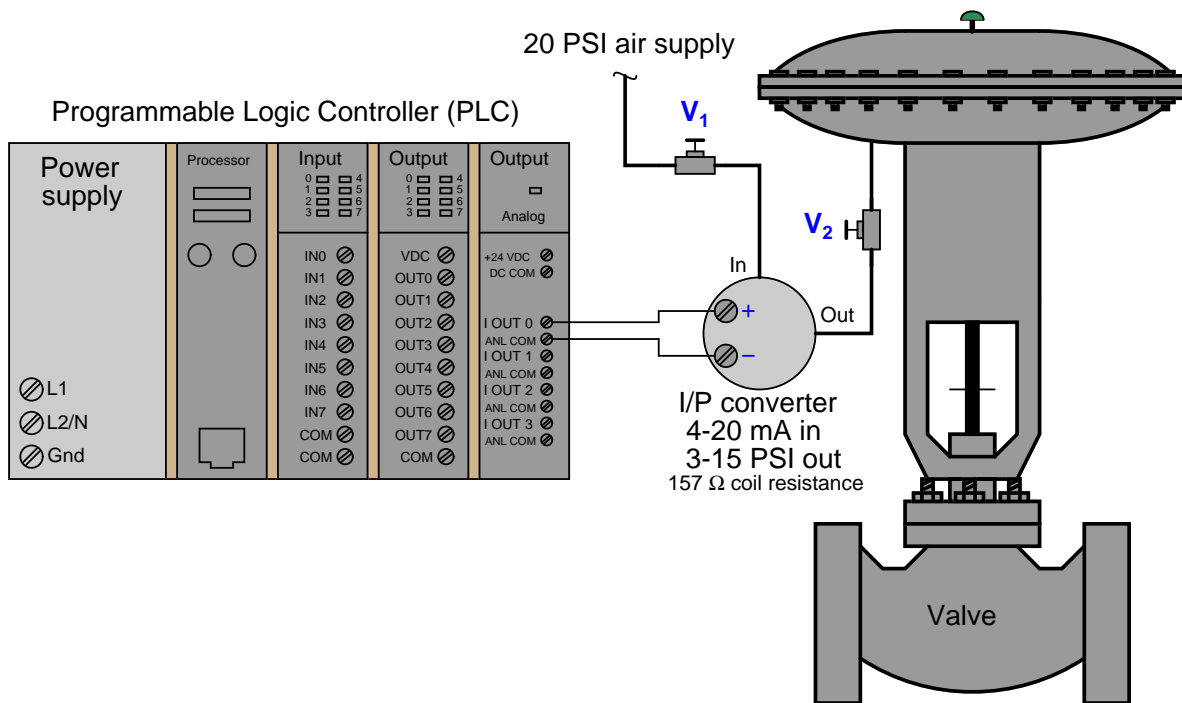 20 PSI air supply
Programmable Logic Controller (PLC)
V1
Power
supply
L1
L2/N
Gnd
Processor
Input
0 4
1 5
2 6
3 7
IN0
IN1
IN2
IN3
IN4
IN5
IN6
IN7
COM
COM
Output
0 4
1 5
2 6
3 7
VDC
OUT0
OUT1
OUT2
OUT3
OUT4
OUT5
OUT6
OUT7
COM
Output
Analog
+24 VDC
DC COM
I OUT 0
ANL COM
I OUT 1
ANL COM
I OUT 2
ANL COM
I OUT 3
ANL COM
V2
In
+
Out
−
I/P converter
4-20 mA in
3-15 PSI out
157 Ω coil resistance
Valve